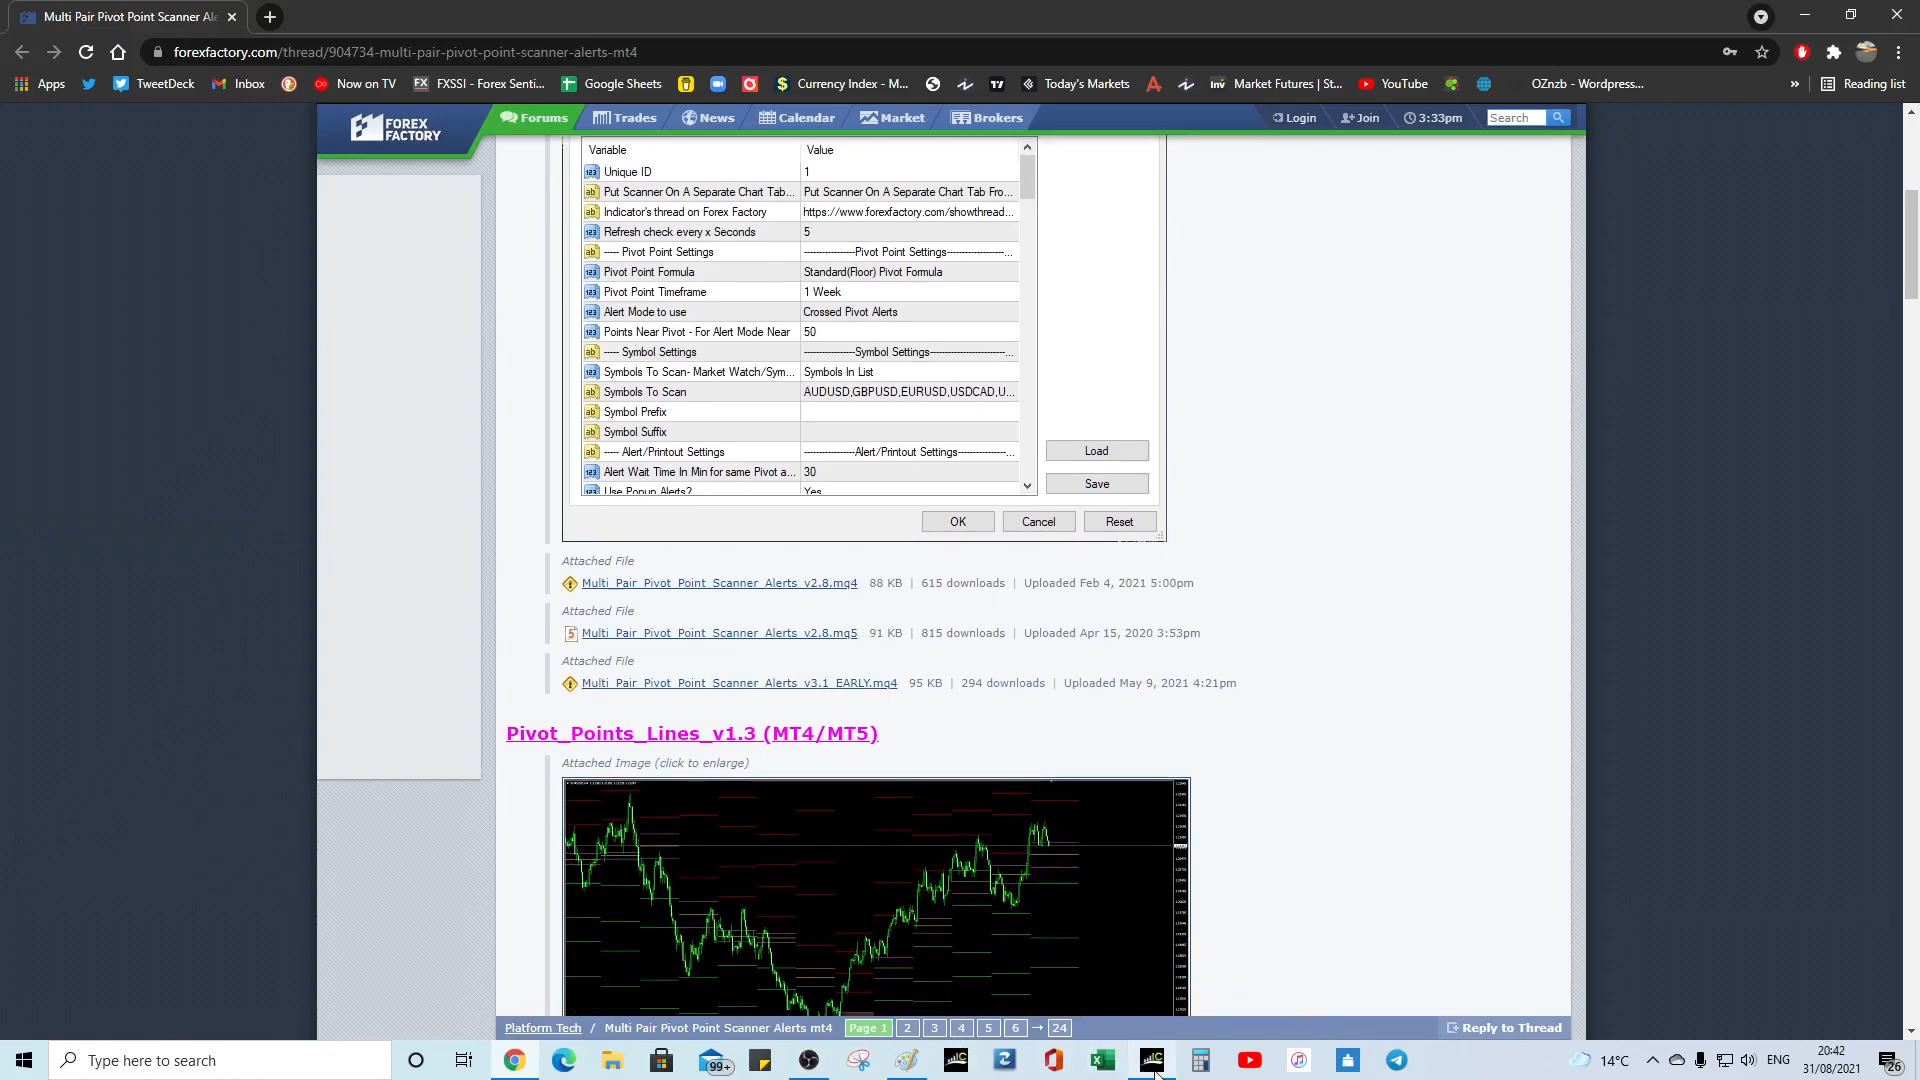 Multi Pair Pivot Point Scanner Ale
forexfactory.com/thread/904734-multi-pair-pivot-point-scanner-alerts-mt4
Apps
TweetDeck
Inbox
Now on TV
FXSSI - Forex Senti...
Google Sheets
Currency Index - M...
Today's Markets
Market Futures | St...
YouTube
OZnzb - Wordpress...
Reading list
FOREX
FACTORY
Forums
Trades
News
Calendar
Market
Brokers
Login
Join
3:33pm
Search
Variable Value
Unique ID 1
Put Scanner On A Separate Chart Tab... Put Scanner On A Separate Chart Tab Fro...
Indicator's thread on Forex Factory https://www.forexfactory.com/showthread...
Refresh check every x Seconds 5
----- Pivot Point Settings -----------------Pivot Point Settings-------------------...
Pivot Point Formula Standard(Floor) Pivot Formula
Pivot Point Timeframe 1 Week
Alert Mode to use Crossed Pivot Alerts
Points Near Pivot - For Alert Mode Near 50
----- Symbol Settings -----------------Symbol Settings------------------------...
Symbols To Scan- Market Watch/Sym... Symbols In List
Symbols To Scan AUDUSD,GBPUSD,EURUSD,USDCAD,U...
Symbol Prefix
Symbol Suffix
----- Alert/Printout Settings -----------------Alert/Printout Settings---------------...
Alert Wait Time In Min for same Pivot a... 30
Use Popup Alerts? Yes
Load
Save
OK Cancel Reset
Attached File
Multi_Pair_Pivot_Point_Scanner_Alerts_v2.8.mq4 88 KB | 615 downloads | Uploaded Feb 4, 2021 5:00pm
Attached File
Multi_Pair_Pivot_Point_Scanner_Alerts_v2.8.mq5 91 KB | 815 downloads | Uploaded Apr 15, 2020 3:53pm
Attached File
Multi_Pair_Pivot_Point_Scanner_Alerts_v3.1_EARLY.mq4 95 KB | 294 downloads | Uploaded May 9, 2021 4:21pm
Pivot_Points_Lines_v1.3 (MT4/MT5)
Attached Image (click to enlarge)
Platform Tech / Multi Pair Pivot Point Scanner Alerts mt4 Page 1 2 3 4 5 6 → 24
Reply to Thread
Type here to search
99+
14°C
ENG
20:42
31/08/2021
26